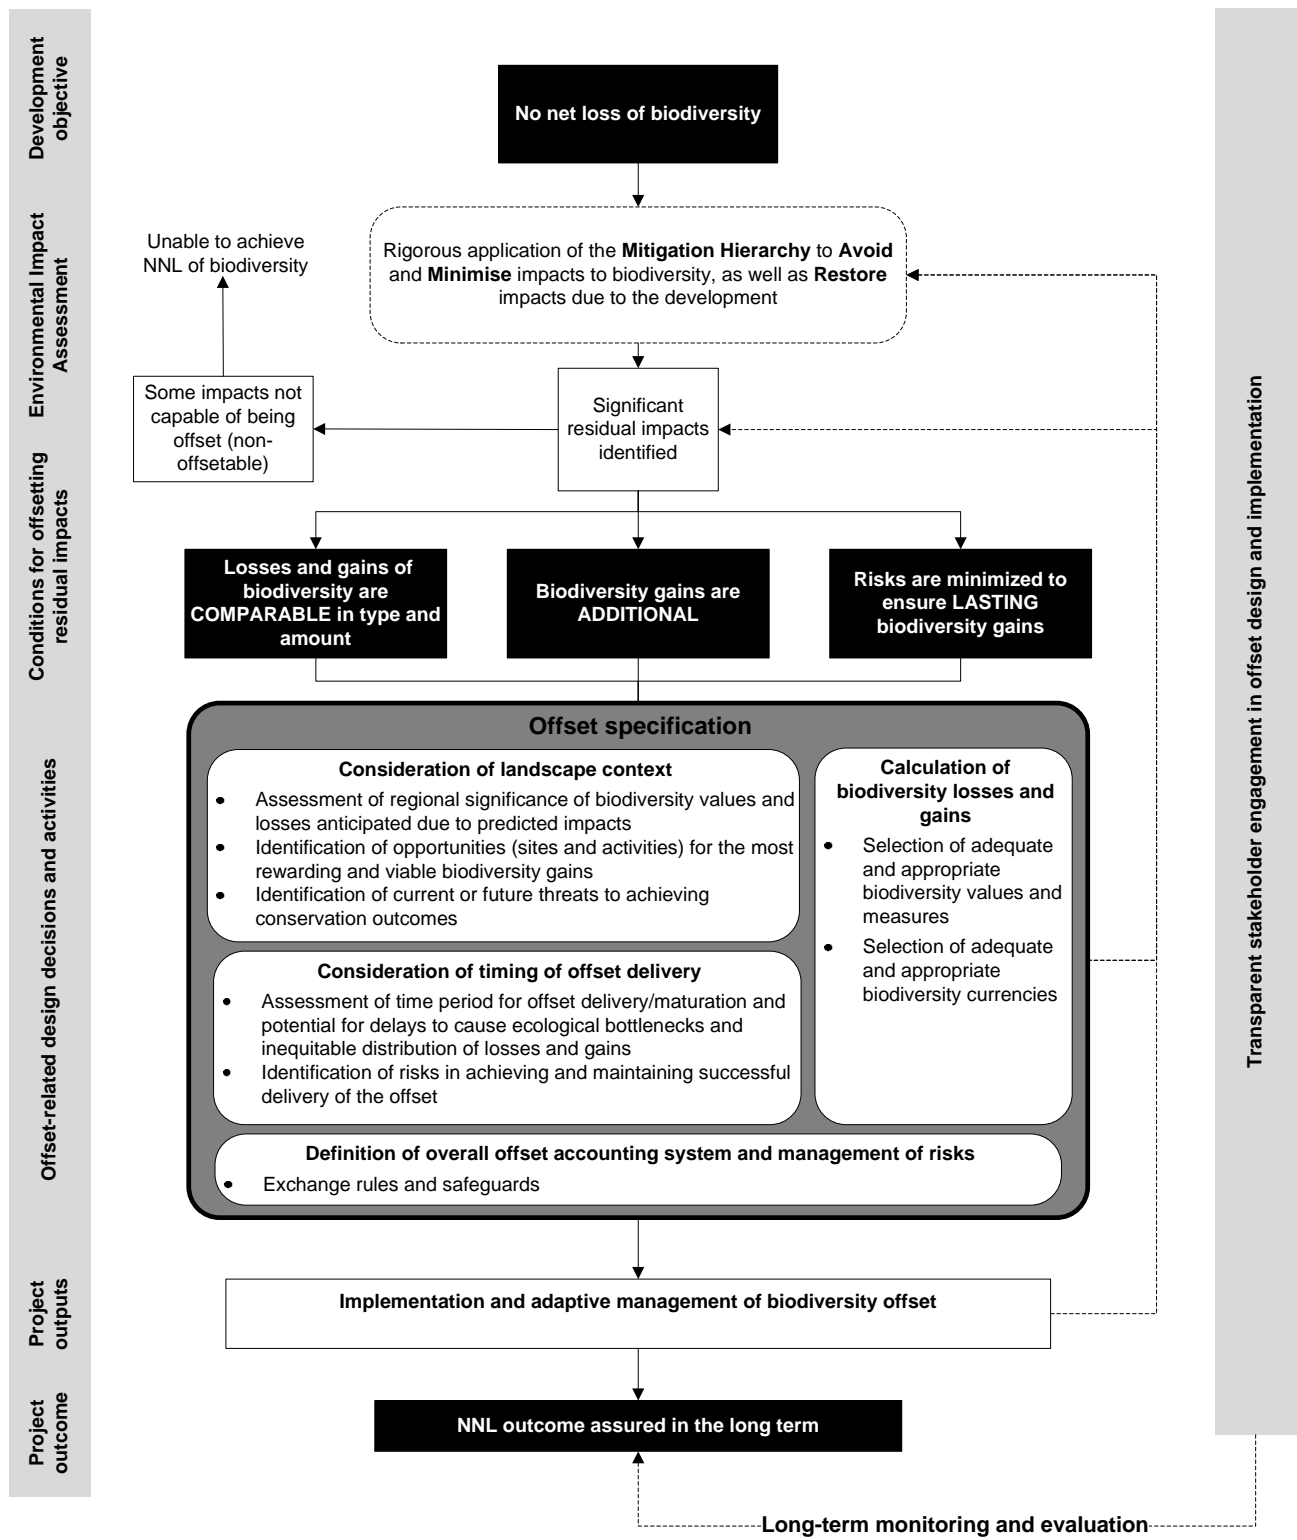 Development
objective
No net loss of biodiversity
Environmental Impact
Assessment
Unable to achieve
NNL of biodiversity
Rigorous application of the Mitigation Hierarchy to Avoid
and Minimise impacts to biodiversity, as well as Restore
impacts due to the development
Some impacts not
capable of being
offset (non-
offsetable)
Significant
residual impacts
identified
Conditions for offsetting
residual impacts
Losses and gains of
biodiversity are
COMPARABLE in type and
amount
Biodiversity gains are
ADDITIONAL
Risks are minimized to
ensure LASTING
biodiversity gains
Offset-related design decisions and activities
Offset specification
Consideration of landscape context
• Assessment of regional significance of biodiversity values and
losses anticipated due to predicted impacts
• Identification of opportunities (sites and activities) for the most
rewarding and viable biodiversity gains
• Identification of current or future threats to achieving
conservation outcomes
Consideration of timing of offset delivery
• Assessment of time period for offset delivery/maturation and
potential for delays to cause ecological bottlenecks and
inequitable distribution of losses and gains
• Identification of risks in achieving and maintaining successful
delivery of the offset
Calculation of
biodiversity losses and
gains
• Selection of adequate
and appropriate
biodiversity values and
measures
• Selection of adequate
and appropriate
biodiversity currencies
Definition of overall offset accounting system and management of risks
• Exchange rules and safeguards
Project
outputs
Implementation and adaptive management of biodiversity offset
Project
outcome
NNL outcome assured in the long term
Transparent stakeholder engagement in offset design and implementation
Long-term monitoring and evaluation